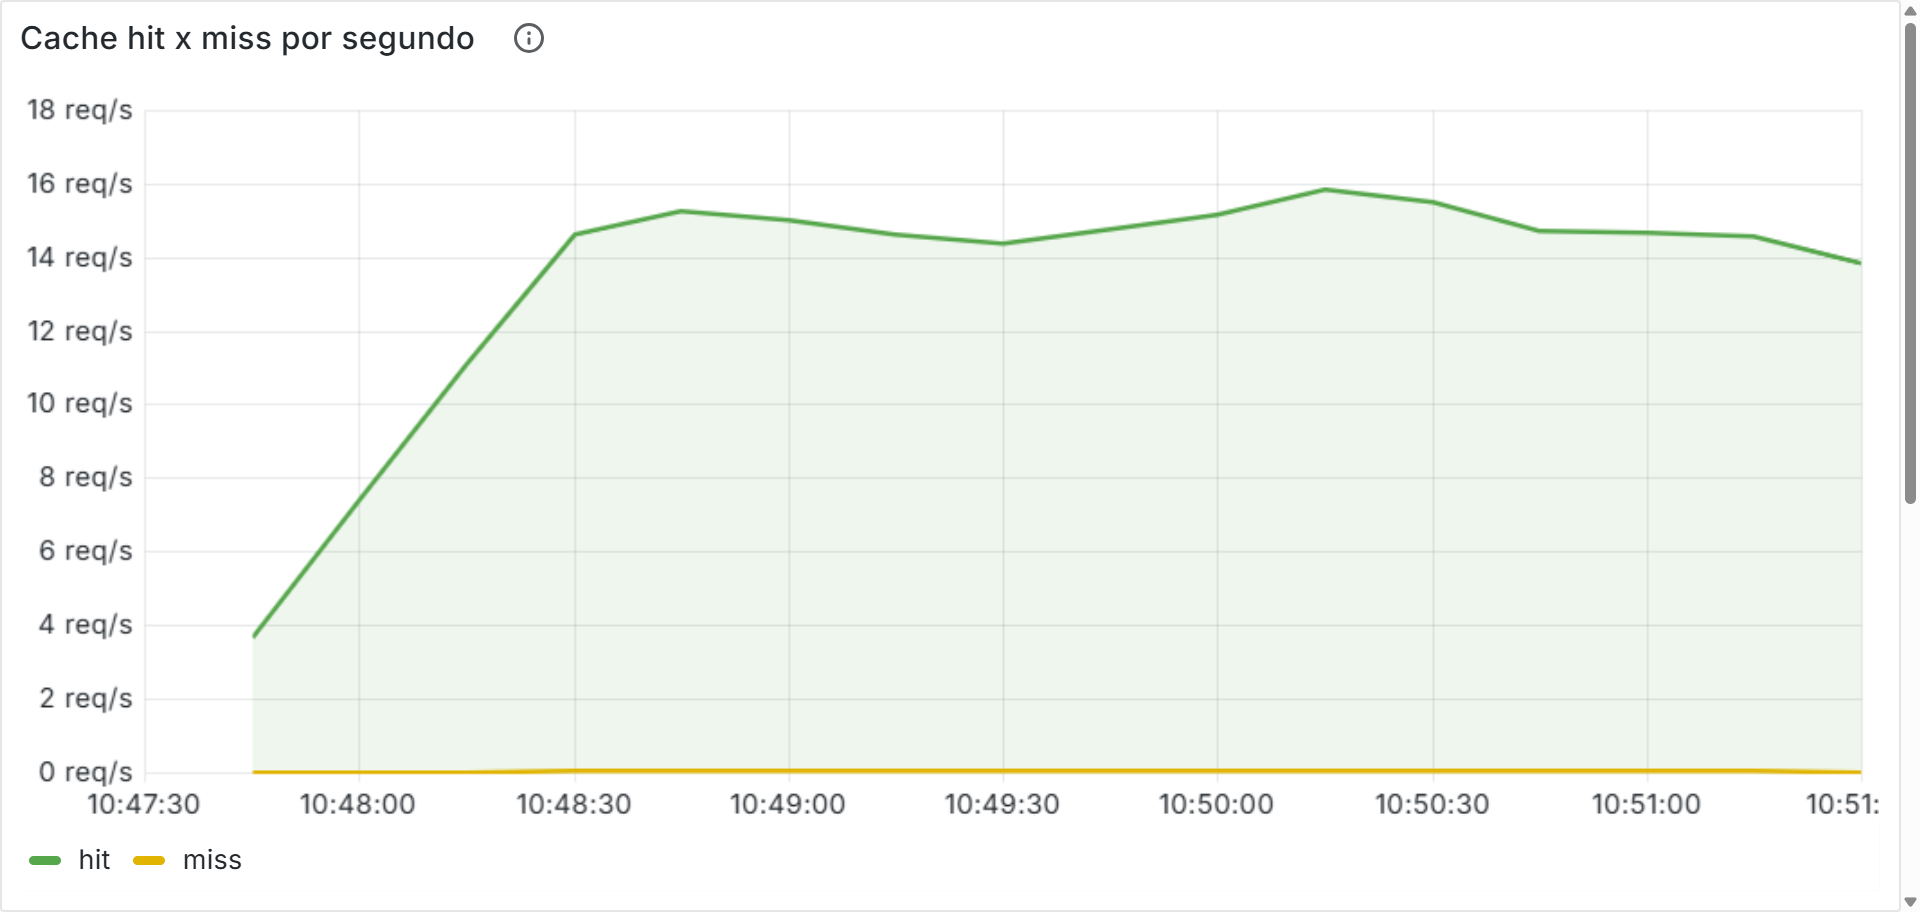 Cache hit x miss por segundo
18 req/s
16 req/s
14 req/s
12 req/s
10 req/s
8 req/s
6 req/s
4 req/s
2 req/s
0 req/s
10:47:30 10:48:00 10:48:30 10:49:00 10:49:30 10:50:00 10:50:30 10:51:00 10:51:
hit miss